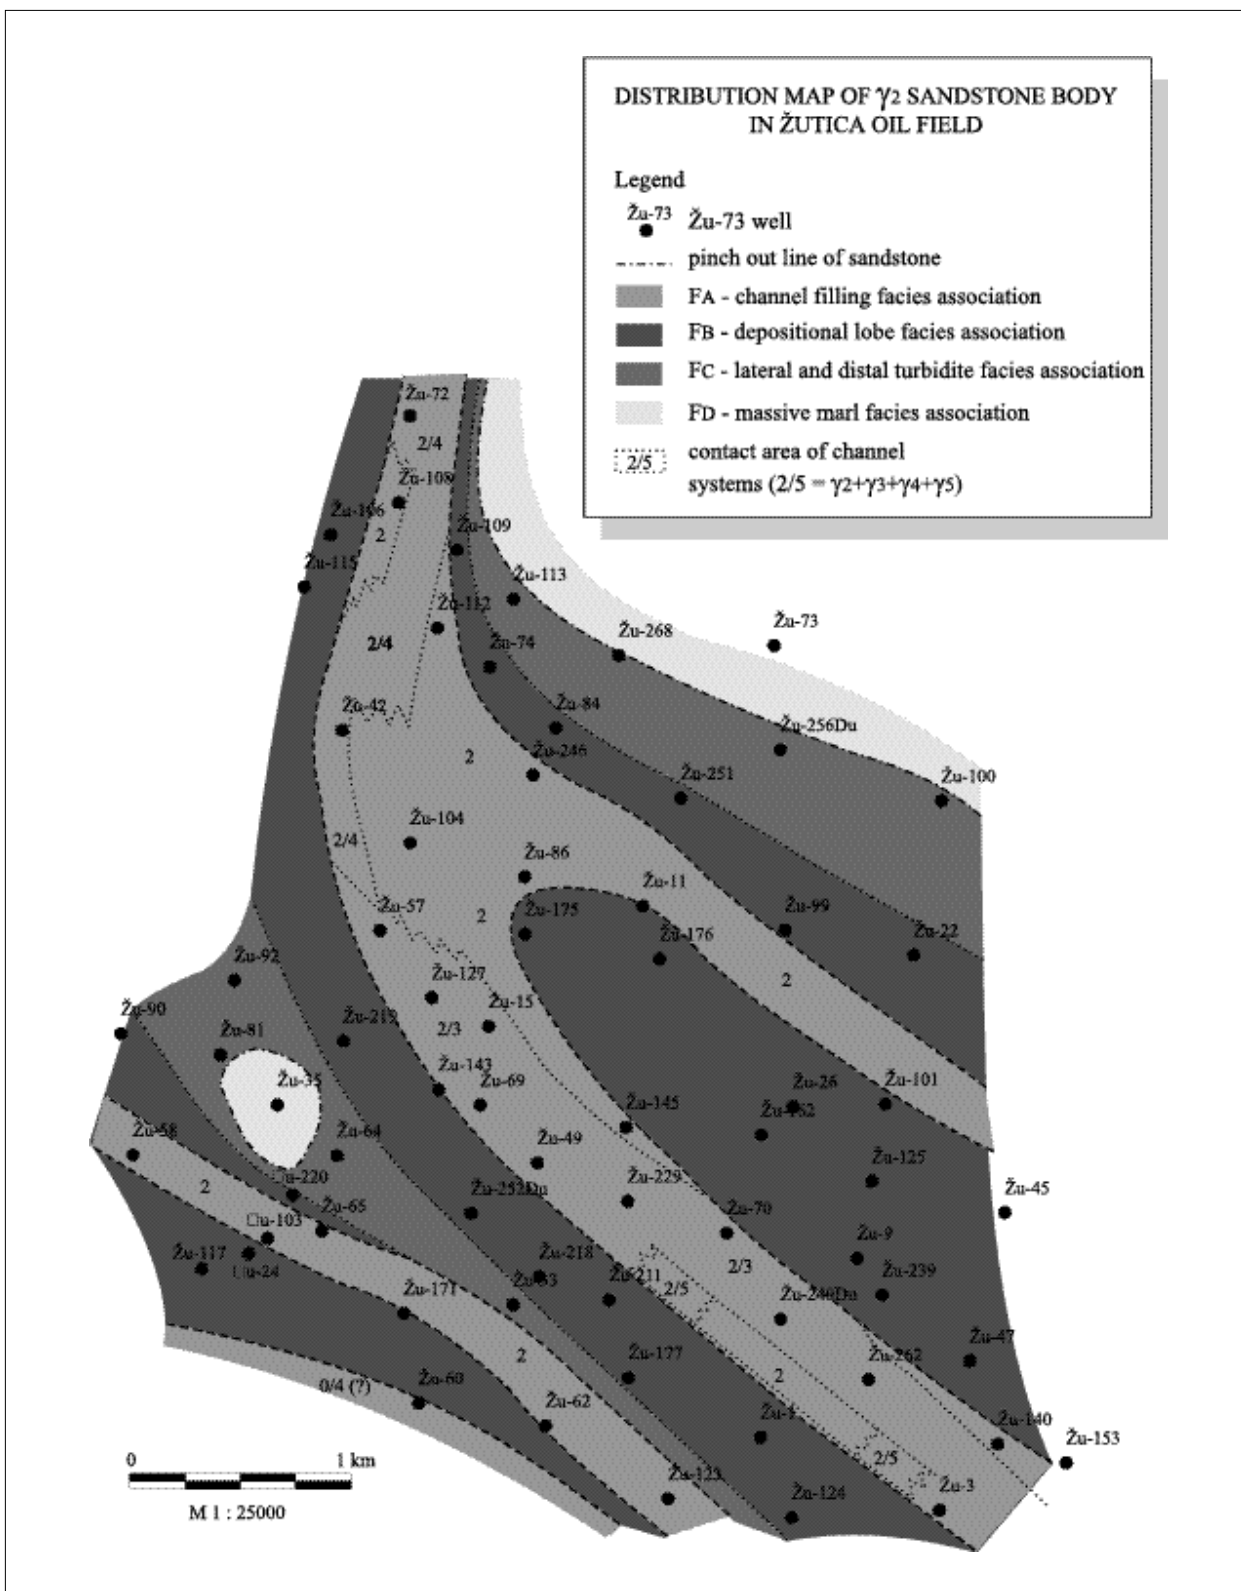 DISTRIBUTION MAP OF γ2 SANDSTONE BODY
IN ŽUTICA OIL FIELD
Legend
Žu-73
Žu-73 well
pinch out line of sandstone
FA - channel filling facies association
FB - depositional lobe facies association
FC - lateral and distal turbidite facies association
FD - massive marl facies association
2/5
contact area of channel
systems (2/5 = γ2+γ3+γ4+γ5)
Žu-72
2/4
Žu-108
Žu-106
2
Žu-109
Žu-115
Žu-113
Žu-112
Žu-73
2/4
Žu-74
Žu-268
Žu-42
Žu-84
Žu-256Du
2
Žu-246
Žu-251
Žu-100
2/4
Žu-104
Žu-86
Žu-11
Žu-57
2
Žu-175
Žu-176
Žu-99
Žu-22
Žu-92
Žu-127
2
Žu-90
Žu-81
Žu-219
2/3
Žu-15
Žu-143
Žu-35
Žu-69
Žu-145
Žu-26
Žu-101
Žu-58
Žu-64
Žu-49
Žu-125
2
□u-220
Žu-65
Žu-252Du
Žu-229
Žu-70
Žu-45
□u-103
Žu-117
□u-24
Žu-218
Žu-9
Žu-171
Žu-211
2/5
2/3
Žu-240Du
Žu-239
0/4 (?)
Žu-60
2
Žu-177
2
Žu-262
Žu-47
Žu-62
2/5
Žu-140
Žu-153
Žu-123
Žu-124
Žu-3
0 1 km
M 1 : 25000